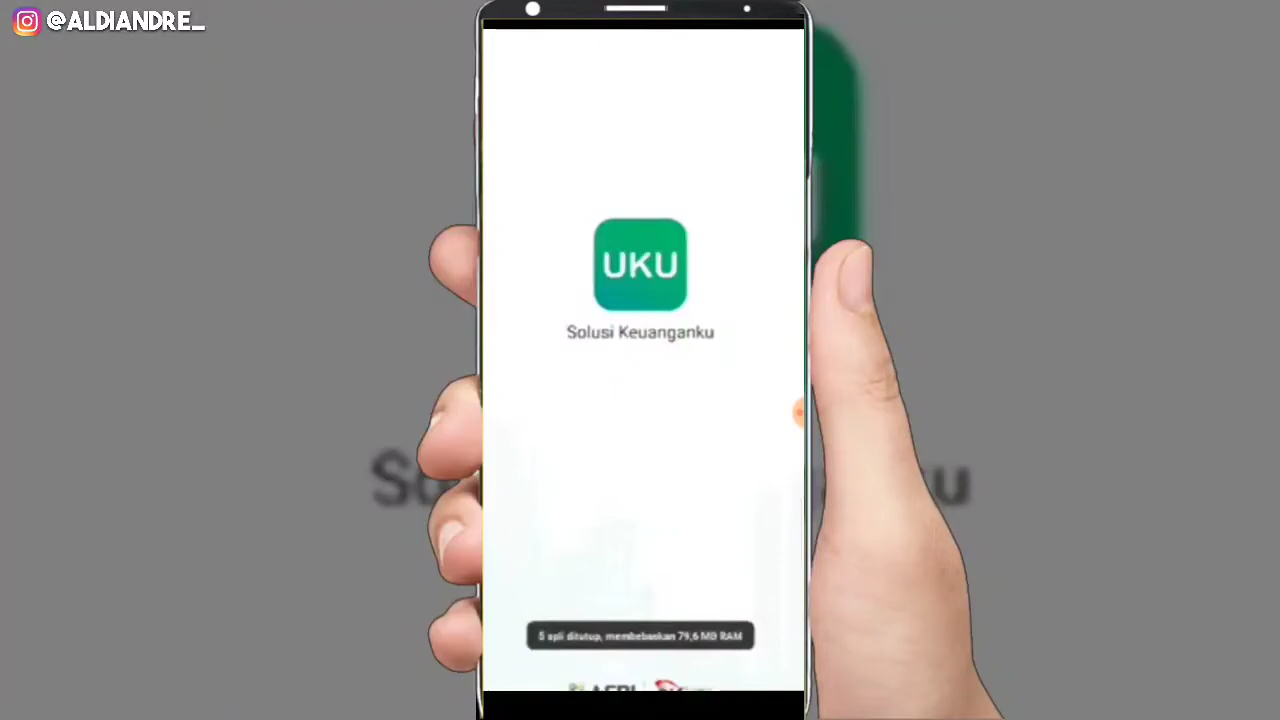 @ALDIANDRE_
UKU
Solusi Keuanganku
5 apli ditutup, membebaskan 79,6 MB RAM